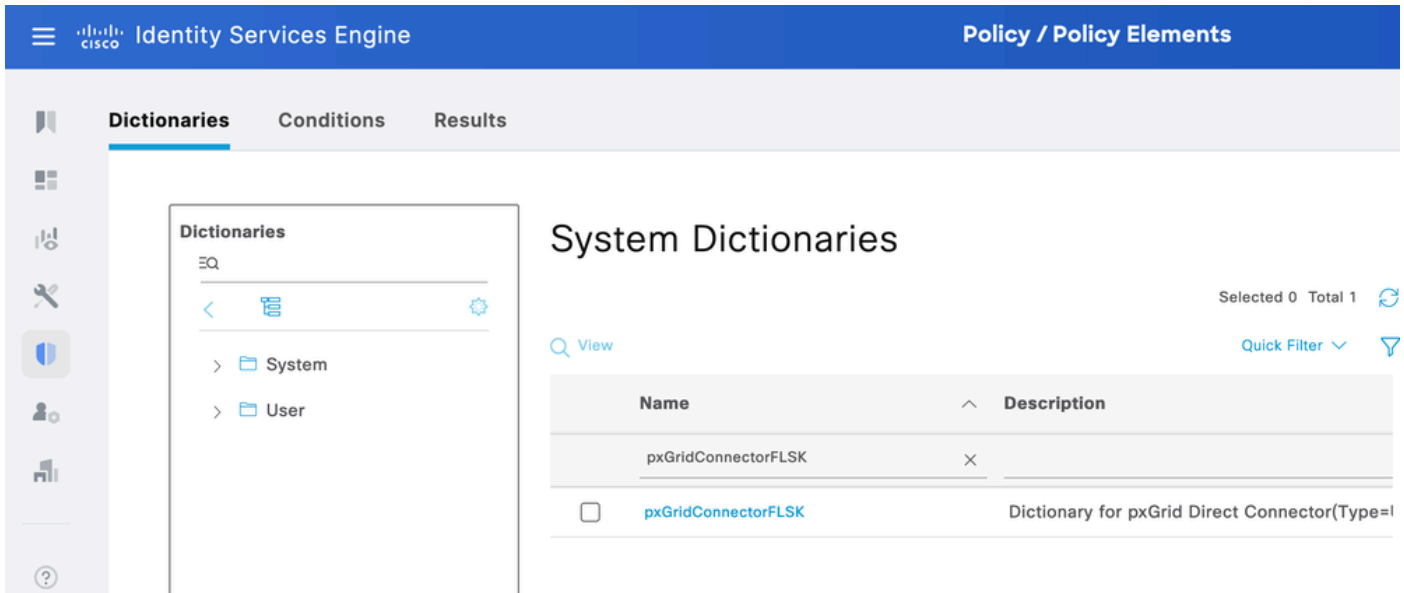 cisco Identity Services Engine
Policy / Policy Elements
Dictionaries Conditions Results
Dictionaries
System
User
System Dictionaries
Selected 0 Total 1
View
Quick Filter
Name Description
pxGridConnectorFLSK
pxGridConnectorFLSK Dictionary for pxGrid Direct Connector(Type=